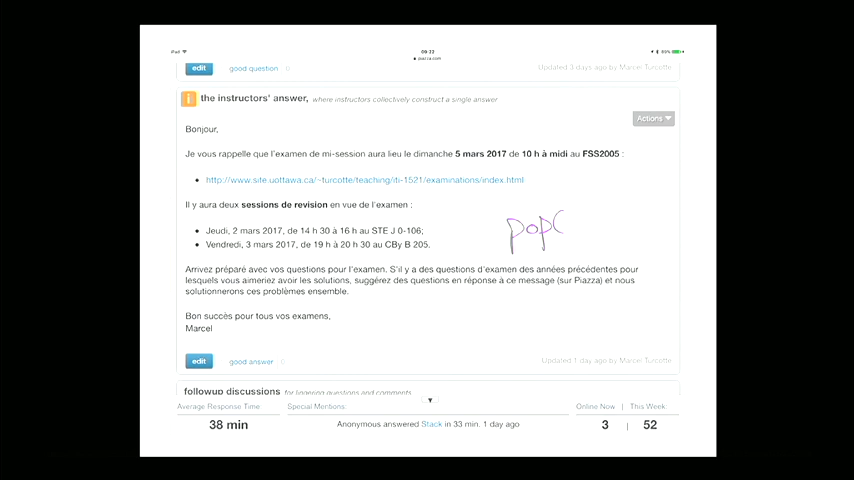 iPad
09:22
piazza.com
89%
edit
good question 0
Updated 3 days ago by Marcel Turcotte
i the instructors' answer, where instructors collectively construct a single answer
Actions
Bonjour,
Je vous rappelle que l'examen de mi-session aura lieu le dimanche 5 mars 2017 de 10 h à midi au FSS2005 :
• http://www.site.uottawa.ca/~turcotte/teaching/iti-1521/examinations/index.html
Il y aura deux sessions de revision en vue de l'examen :
• Jeudi, 2 mars 2017, de 14 h 30 à 16 h au STE J 0-106;
• Vendredi, 3 mars 2017, de 19 h à 20 h 30 au CBy B 205.
popC
Arrivez préparé avec vos questions pour l'examen. S'il y a des questions d'examen des années précédentes pour
lesquels vous aimeriez avoir les solutions, suggérez des questions en réponse à ce message (sur Piazza) et nous
solutionnerons ces problèmes ensemble.
Bon succès pour tous vos examens,
Marcel
edit
good answer 0
Updated 1 day ago by Marcel Turcotte
followup discussions for lingering questions and comments
Average Response Time: Special Mentions: Online Now | This Week:
38 min Anonymous answered Stack in 33 min. 1 day ago 3 | 52